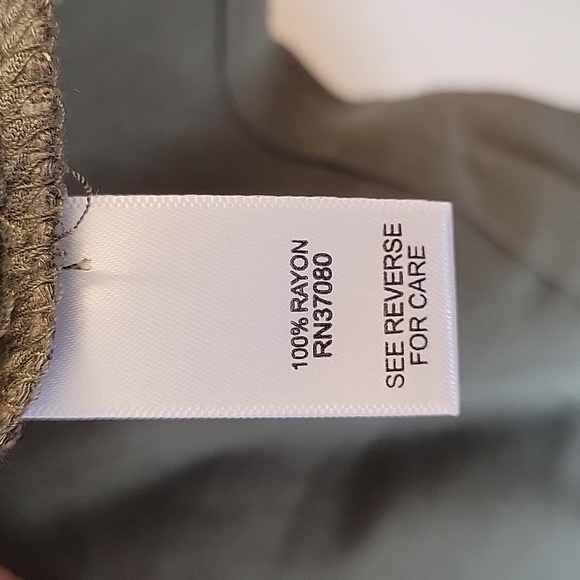 100% RAYON
RN37080
SEE REVERSE
FOR CARE